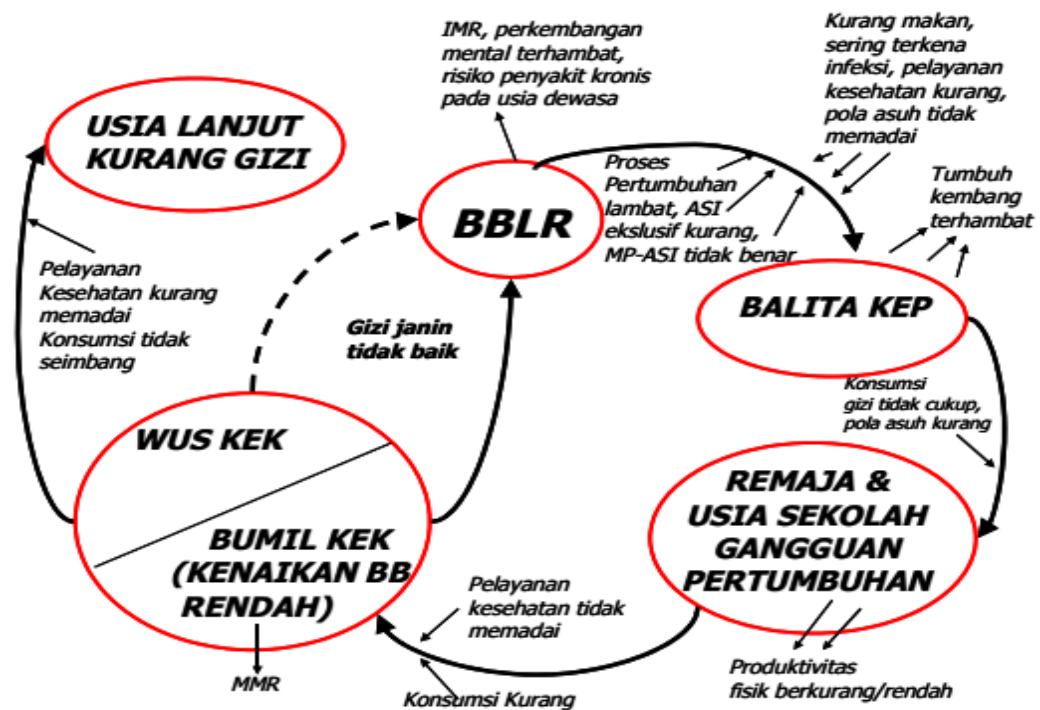 IMR, perkembangan
mental terhambat,
risiko penyakit kronis
pada usia dewasa
Kurang makan,
sering terkena
infeksi, pelayanan
kesehatan kurang,
pola asuh tidak
memadai
USIA LANJUT
KURANG GIZI
BBLR
Proses
Pertumbuhan
lambat, ASI
ekslusif kurang,
MP-ASI tidak benar
Tumbuh
kembang
terhambat
Pelayanan
Kesehatan kurang
memadai
Konsumsi tidak
seimbang
Gizi janin
tidak baik
BALITA KEP
Konsumsi
gizi tidak cukup,
pola asuh kurang
WUS KEK
BUMIL KEK
(KENAIKAN BB
RENDAH)
REMAJA &
USIA SEKOLAH
GANGGUAN
PERTUMBUHAN
Pelayanan
kesehatan tidak
memadai
MMR
Konsumsi Kurang
Produktivitas
fisik berkurang/rendah